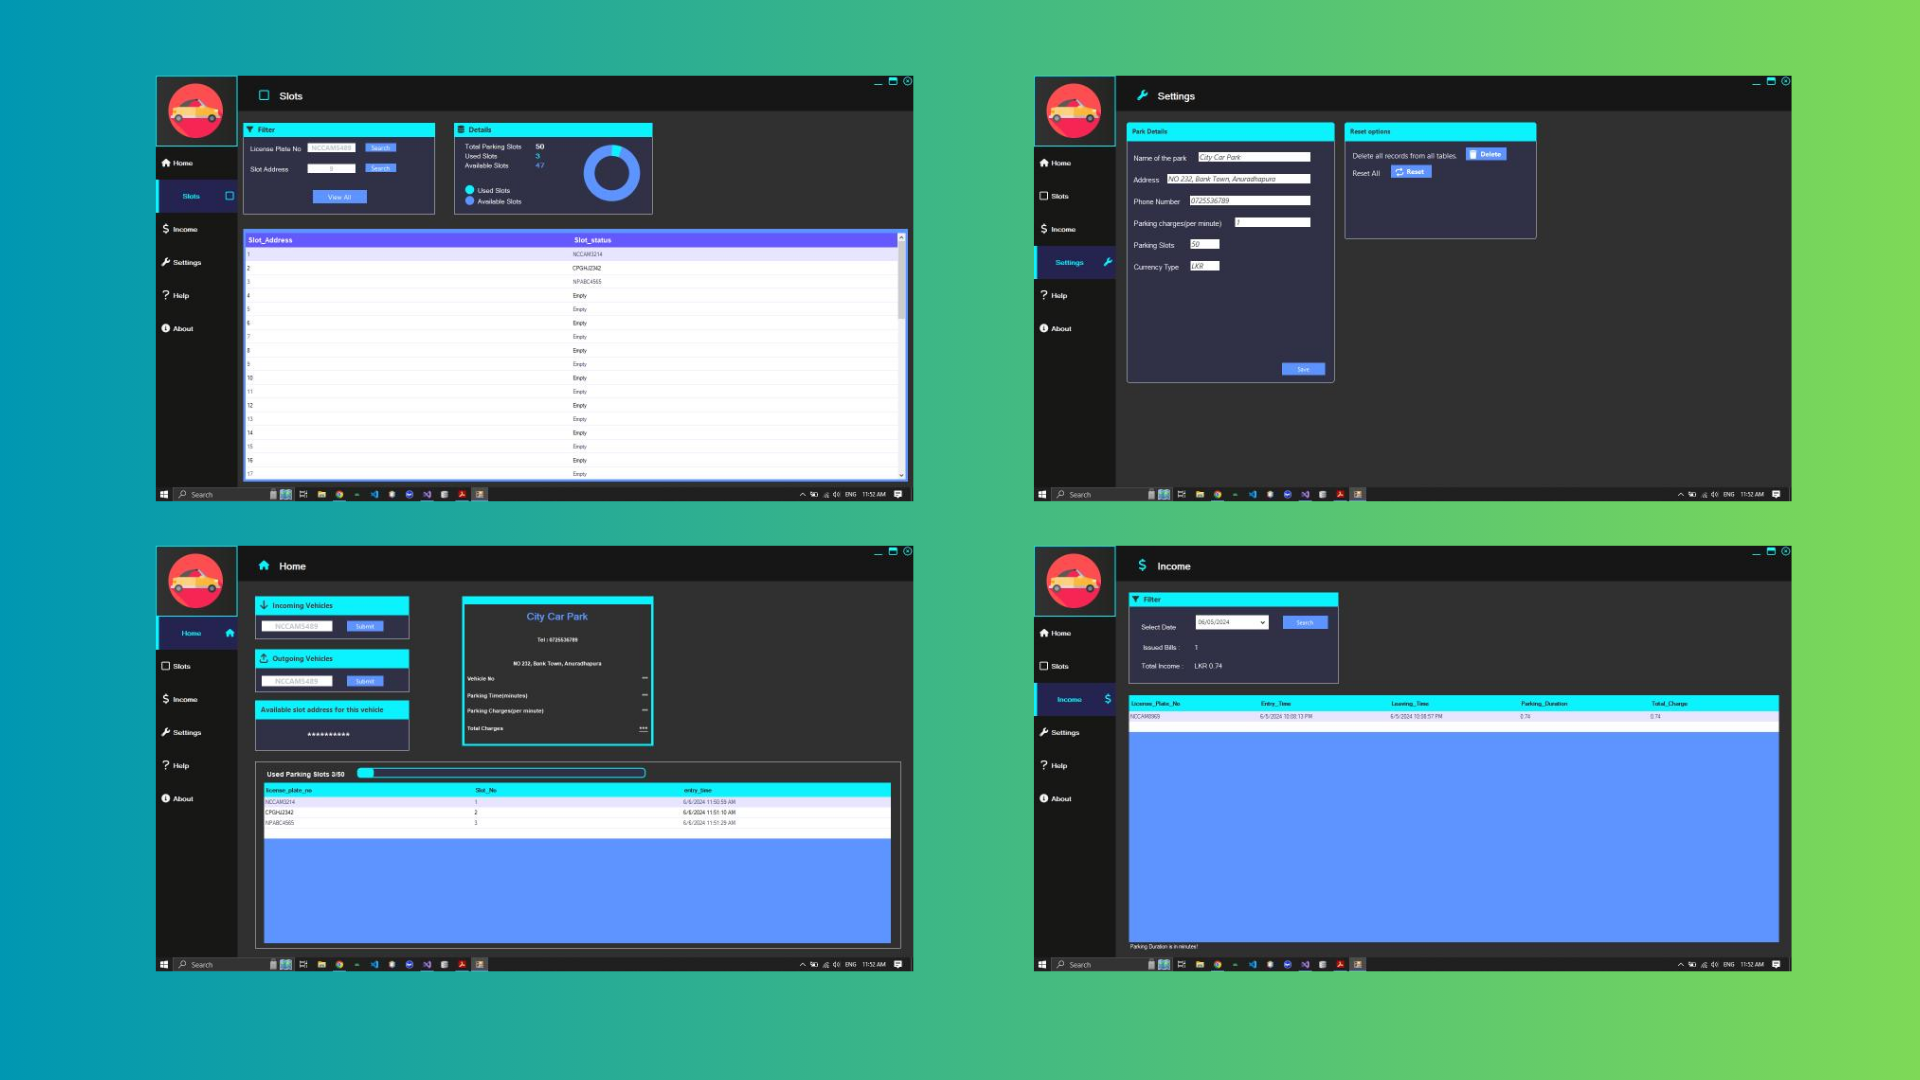 Slots
Filter
License Plate No NCCAM5489 Search
Slot Address 8 Search
View All
Details
Total Parking Slots 50
Used Slots 3
Available Slots 47
Used Slots
Available Slots
Home
Slots
Income
Settings
Help
About
Slot_Address Slot_status
1 NCCAM3214
2 CPGHJ2342
3 NPABC4565
4 Empty
5 Empty
6 Empty
7 Empty
8 Empty
9 Empty
10 Empty
11 Empty
12 Empty
13 Empty
14 Empty
15 Empty
16 Empty
17 Empty
Search ENG 11:52 AM
Settings
Park Details
Name of the park City Car Park
Address NO 232, Bank Town, Anuradhapura
Phone Number 0725536789
Parking charges(per minute) 1
Parking Slots 50
Currency Type LKR
Save
Reset options
Delete all records from all tables. Delete
Reset All Reset
Home
Slots
Income
Settings
Help
About
Search ENG 11:52 AM
Home
Incoming Vehicles
NCCAM5489 Submit
Outgoing Vehicles
NCCAM5489 Submit
Available slot address for this vehicle
**********
City Car Park
Tel : 0725536789
NO 232, Bank Town, Anuradhapura
Vehicle No ***
Parking Time(minutes) ***
Parking Charges(per minute) ***
Total Charges ***
Home
Slots
Income
Settings
Help
About
Used Parking Slots 3/50
license_plate_no Slot_No entry_time
NCCAM3214 1 6/6/2024 11:50:59 AM
CPGHJ2342 2 6/6/2024 11:51:10 AM
NPABC4565 3 6/6/2024 11:51:29 AM
Search ENG 11:52 AM
Income
Filter
Select Date 06/05/2024 Search
Issued Bills : 1
Total Income : LKR 0.74
Home
Slots
Income
Settings
Help
About
License_Plate_No Entry_Time Leaving_Time Parking_Duration Total_Charge
6/5/2024 10:08:13 PM 6/5/2024 10:08:57 PM 0.74 0.74
Parking Duration is in minutes!
Search ENG 11:52 AM